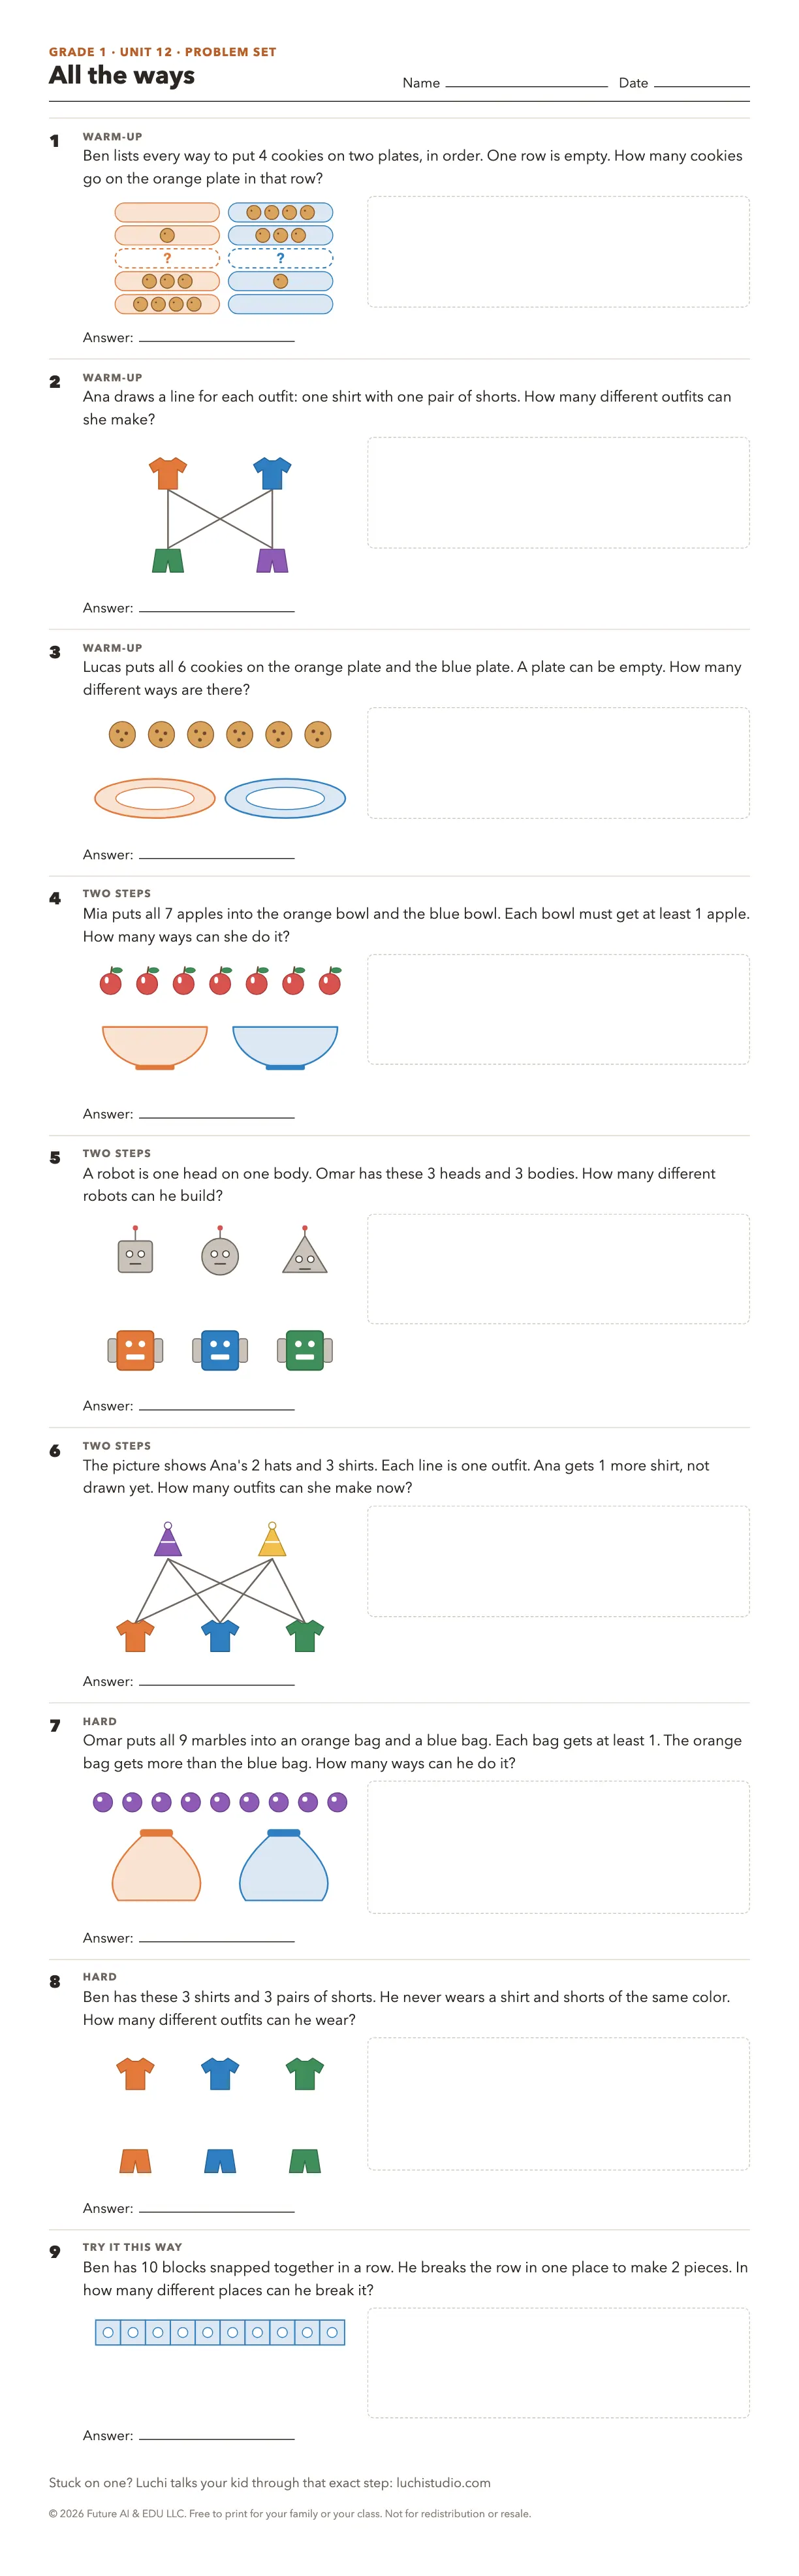 GRADE 1 · UNIT 12 · PROBLEM SET
All the ways
Name
Date
1
WARM-UP
Ben lists every way to put 4 cookies on two plates, in order. One row is empty. How many cookies
go on the orange plate in that row?
? ?
Answer:
2
WARM-UP
Ana draws a line for each outfit: one shirt with one pair of shorts. How many different outfits can
she make?
Answer:
3
WARM-UP
Lucas puts all 6 cookies on the orange plate and the blue plate. A plate can be empty. How many
different ways are there?
Answer:
4
TWO STEPS
Mia puts all 7 apples into the orange bowl and the blue bowl. Each bowl must get at least 1 apple.
How many ways can she do it?
Answer:
5
TWO STEPS
A robot is one head on one body. Omar has these 3 heads and 3 bodies. How many different
robots can he build?
Answer:
6
TWO STEPS
The picture shows Ana's 2 hats and 3 shirts. Each line is one outfit. Ana gets 1 more shirt, not
drawn yet. How many outfits can she make now?
Answer:
7
HARD
Omar puts all 9 marbles into an orange bag and a blue bag. Each bag gets at least 1. The orange
bag gets more than the blue bag. How many ways can he do it?
Answer:
8
HARD
Ben has these 3 shirts and 3 pairs of shorts. He never wears a shirt and shorts of the same color.
How many different outfits can he wear?
Answer:
9
TRY IT THIS WAY
Ben has 10 blocks snapped together in a row. He breaks the row in one place to make 2 pieces. In
how many different places can he break it?
Answer:
Stuck on one? Luchi talks your kid through that exact step: luchistudio.com
© 2026 Future AI & EDU LLC. Free to print for your family or your class. Not for redistribution or resale.